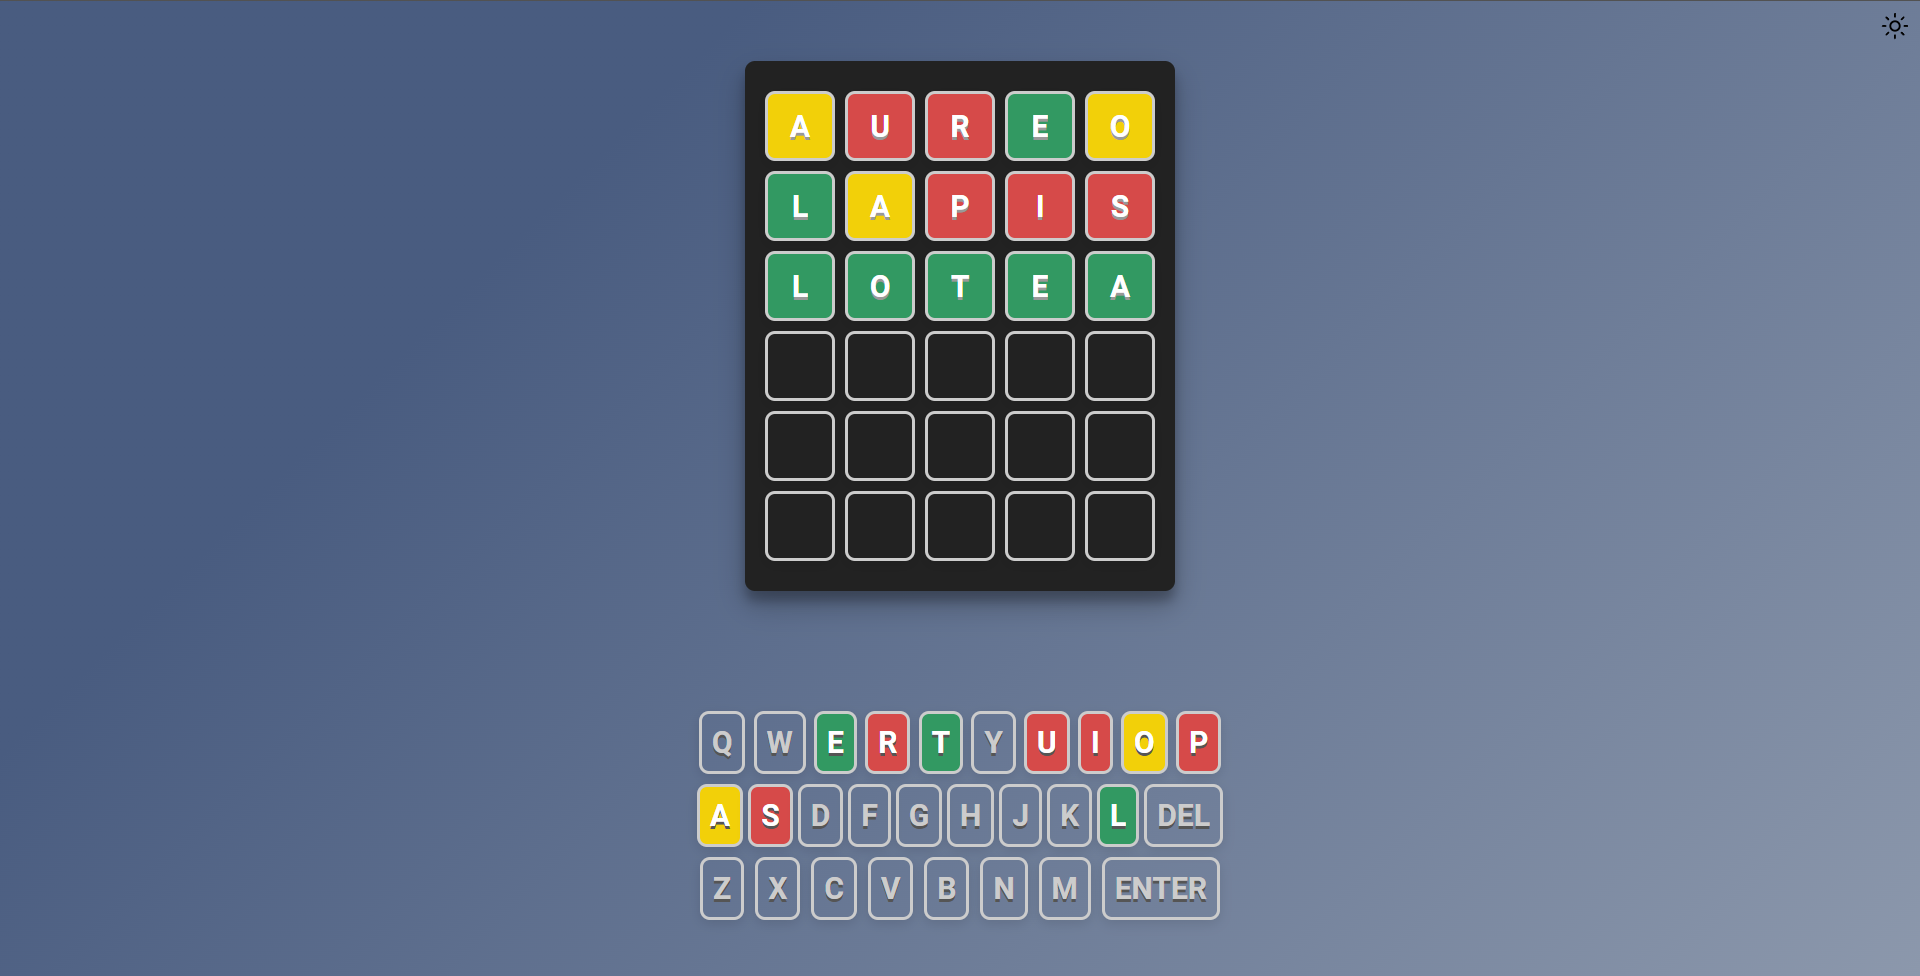 A U R E O
L A P I S
L O T E A
Q W E R T Y U I O P
A S D F G H J K L DEL
Z X C V B N M ENTER